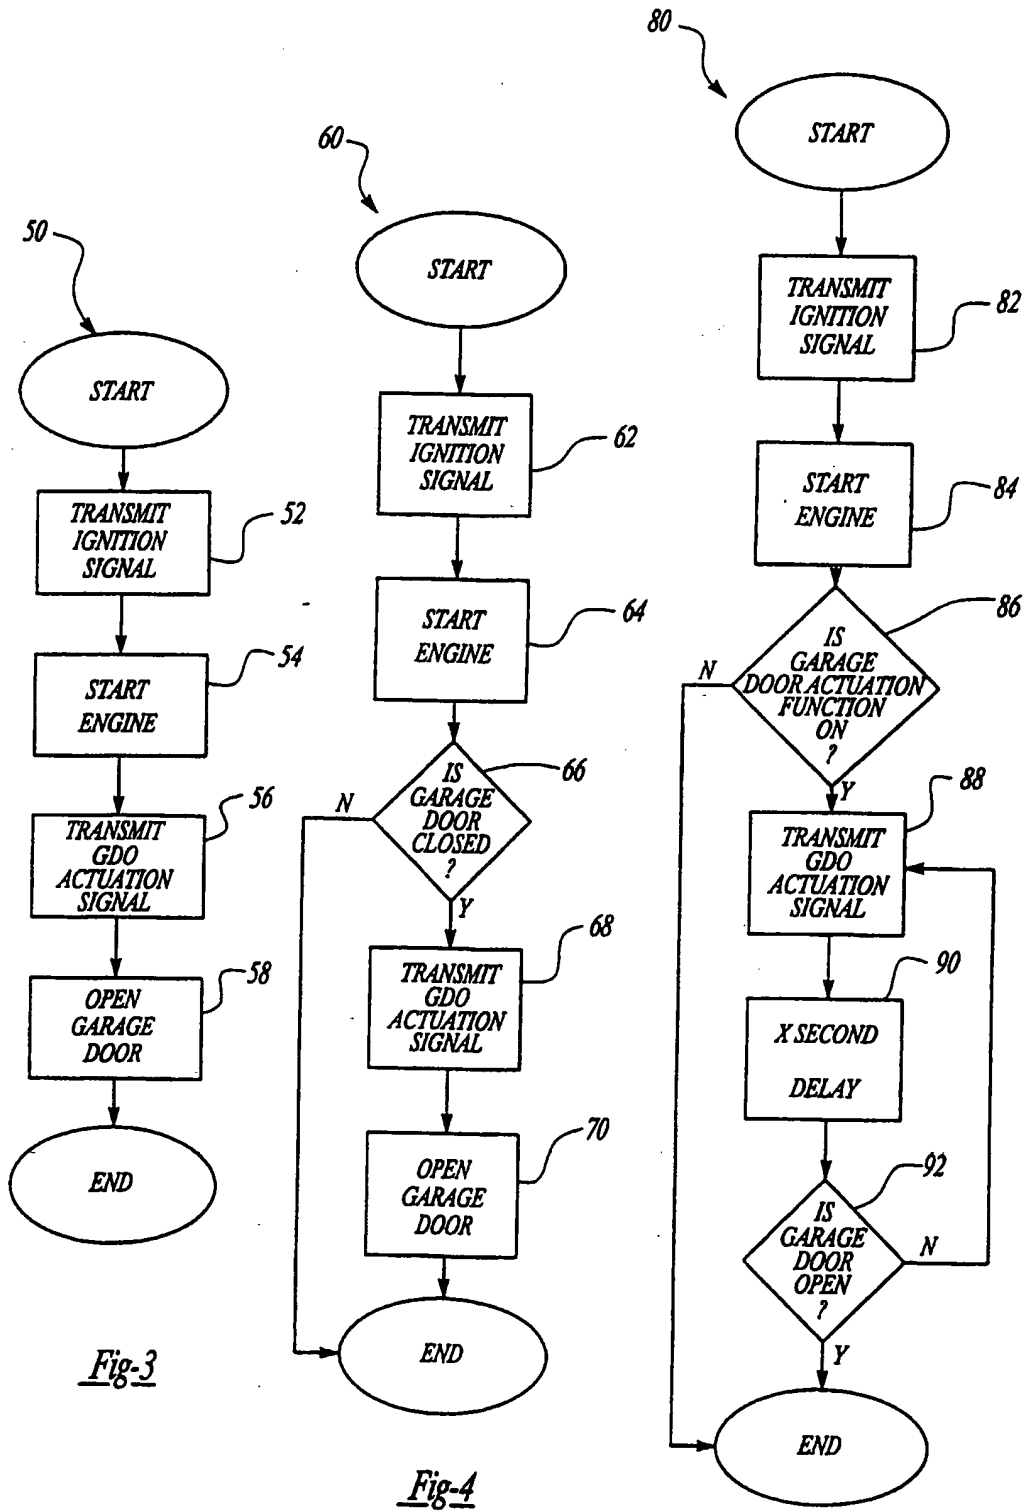 50
START
TRANSMIT
IGNITION
SIGNAL
52
START
ENGINE
54
TRANSMIT
GDO
ACTUATION
SIGNAL
56
OPEN
GARAGE
DOOR
58
END
Fig-3
60
START
TRANSMIT
IGNITION
SIGNAL
62
START
ENGINE
64
IS
GARAGE
DOOR
CLOSED
?
66
N
Y
TRANSMIT
GDO
ACTUATION
SIGNAL
68
OPEN
GARAGE
DOOR
70
END
Fig-4
80
START
TRANSMIT
IGNITION
SIGNAL
82
START
ENGINE
84
IS
GARAGE
DOOR ACTUATION
FUNCTION
ON
?
86
N
Y
TRANSMIT
GDO
ACTUATION
SIGNAL
88
X SECOND
DELAY
90
IS
GARAGE
DOOR
OPEN
?
92
N
Y
END